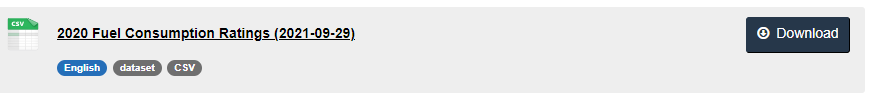 CSV
2020 Fuel Consumption Ratings (2021-09-29)
Download
English dataset CSV